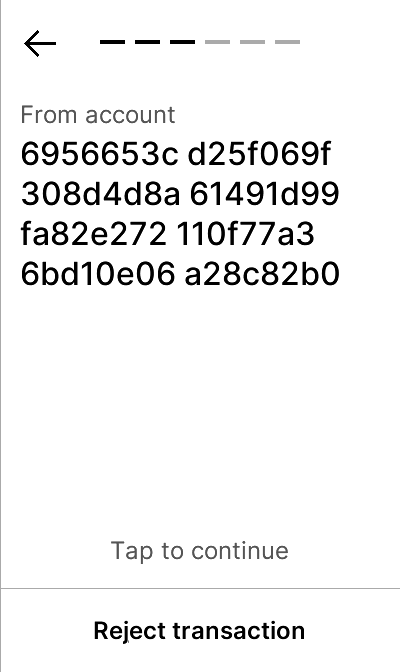 From account
6956653c d25f069f
308d4d8a 61491d99
fa82e272 110f77a3
6bd10e06 a28c82b0
Tap to continue
Reject transaction